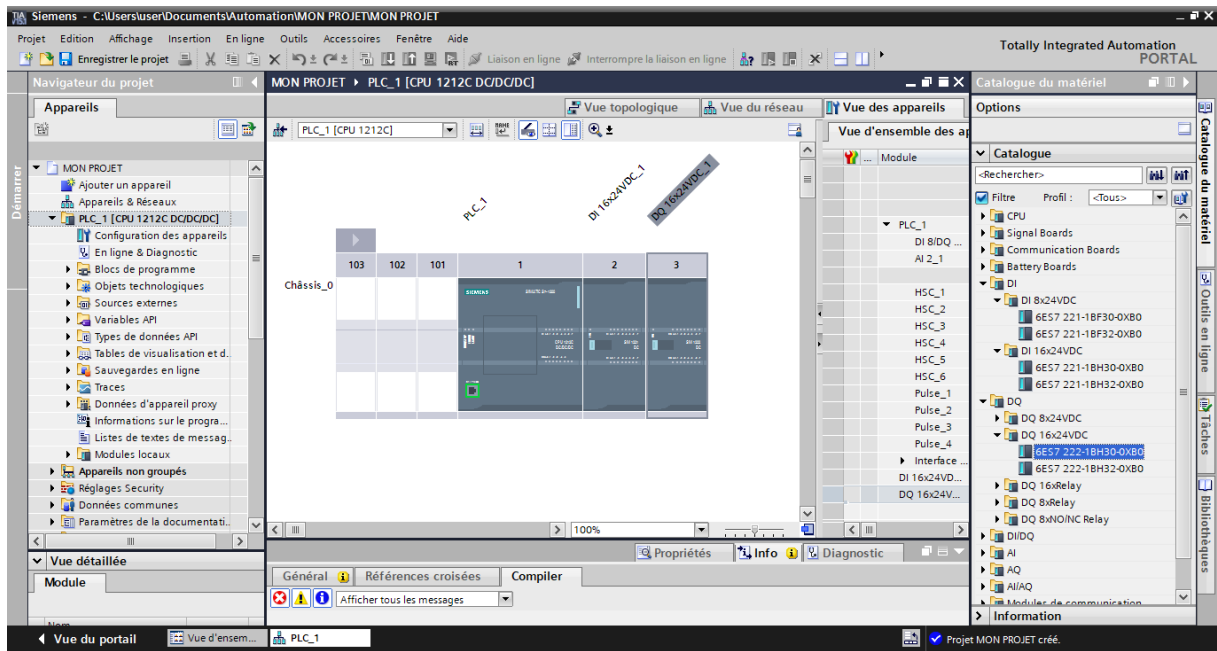 Siemens - C:\Users\user\Documents\Automation\MON PROJET\MON PROJET
Projet Edition Affichage Insertion En ligne Outils Accessoires Fenêtre Aide
Enregistrer le projet
Liaison en ligne
Interrompre la liaison en ligne
Totally Integrated Automation
PORTAL
Navigateur du projet
MON PROJET PLC_1 [CPU 1212C DC/DC/DC]
Catalogue du matériel
Démarrer
Appareils
Vue topologique
Vue du réseau
Vue des appareils
Options
PLC_1 [CPU 1212C]
Vue d'ensemble des ap
MON PROJET
Ajouter un appareil
Appareils & Réseaux
PLC_1 [CPU 1212C DC/DC/DC]
Configuration des appareils
En ligne & Diagnostic
Blocs de programme
Objets technologiques
Sources externes
Variables API
Types de données API
Tables de visualisation et d..
Sauvegardes en ligne
Traces
Données d'appareil proxy
Informations sur le progra...
Listes de textes de messag..
Modules locaux
Appareils non groupés
Réglages Security
Données communes
Paramètres de la documentati..
Vue détaillée
Module
PLC_1
DI 16x24VDC_1
DQ 16x24VDC_1
103 102 101 1 2 3
Châssis_0
SIEMENS
100%
... Module
PLC_1
DI 8/DQ ...
AI 2_1
HSC_1
HSC_2
HSC_3
HSC_4
HSC_5
HSC_6
Pulse_1
Pulse_2
Pulse_3
Pulse_4
Interface ...
DI 16x24VD...
DQ 16x24V...
Propriétés
Info
Diagnostic
Général
Références croisées
Compiler
Afficher tous les messages
Catalogue
<Rechercher>
Filtre Profil : <Tous>
CPU
Signal Boards
Communication Boards
Battery Boards
DI
DI 8x24VDC
6ES7 221-1BF30-0XB0
6ES7 221-1BF32-0XB0
DI 16x24VDC
6ES7 221-1BH30-0XB0
6ES7 221-1BH32-0XB0
DQ
DQ 8x24VDC
DQ 16x24VDC
6ES7 222-1BH30-0XB0
6ES7 222-1BH32-0XB0
DQ 16xRelay
DQ 8xRelay
DQ 8xNO/NC Relay
DI/DQ
AI
AQ
AI/AQ
Modules de communication
Information
Catalogue du matériel
Outils en ligne
Tâches
Bibliothèques
Vue du portail
Vue d'ensem...
PLC_1
Projet MON PROJET créé.